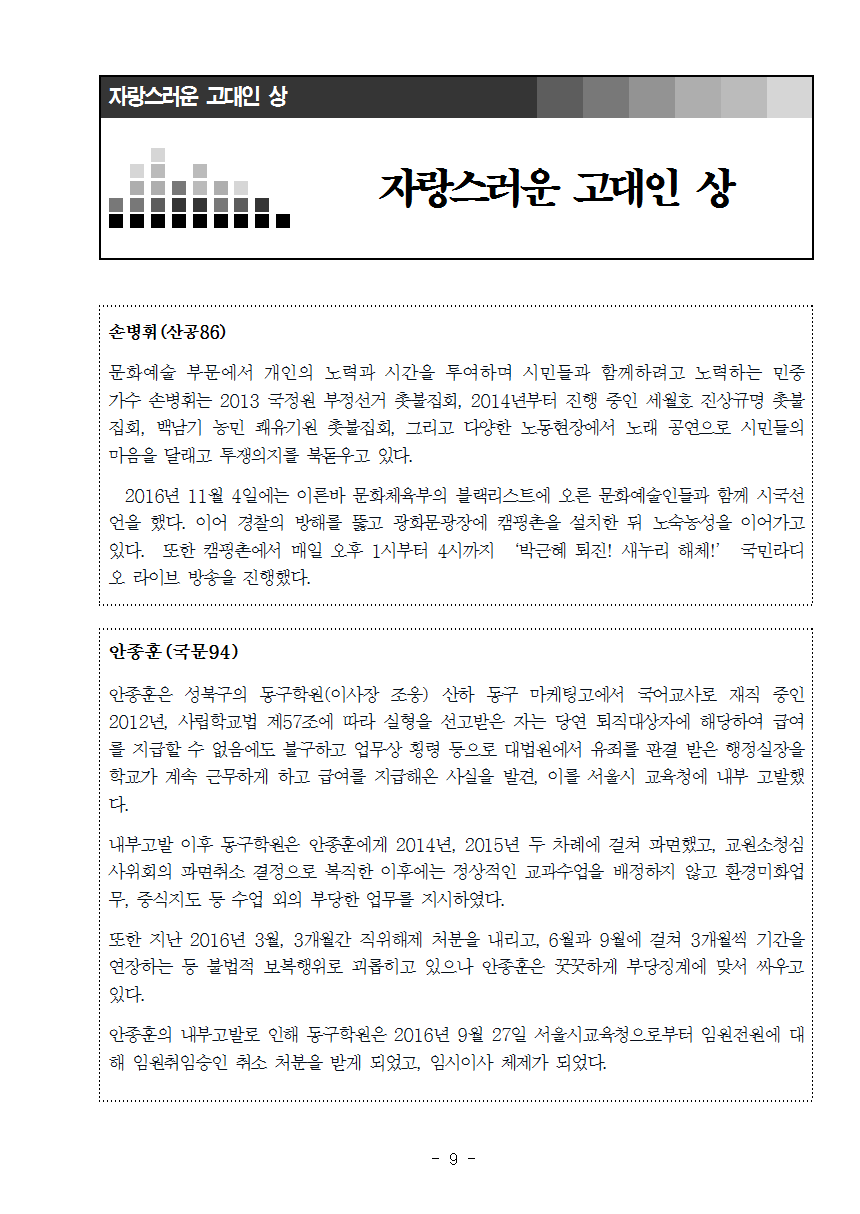 자랑스러운 고대인 상
자랑스러운 고대인 상
손병휘(산공86)
문화예술 부문에서 개인의 노력과 시간을 투여하며 시민들과 함께하려고 노력하는 민중
가수 손병휘는 2013 국정원 부정선거 촛불집회, 2014년부터 진행 중인 세월호 진상규명 촛불
집회, 백남기 농민 쾌유기원 촛불집회, 그리고 다양한 노동현장에서 노래 공연으로 시민들의
마음을 달래고 투쟁의지를 북돋우고 있다.
2016년 11월 4일에는 이른바 문화체육부의 블랙리스트에 오른 문화예술인들과 함께 시국선
언을 했다. 이어 경찰의 방해를 뚫고 광화문광장에 캠핑촌을 설치한 뒤 노숙농성을 이어가고
있다. 또한 캠핑촌에서 매일 오후 1시부터 4시까지 ‘박근혜 퇴진! 새누리 해체!’ 국민라디
오 라이브 방송을 진행했다.
안종훈(국문94)
안종훈은 성북구의 동구학원(이사장 조웅) 산하 동구 마케팅고에서 국어교사로 재직 중인
2012년, 사립학교법 제57조에 따라 실형을 선고받은 자는 당연 퇴직대상자에 해당하여 급여
를 지급할 수 없음에도 불구하고 업무상 횡령 등으로 대법원에서 유죄를 판결 받은 행정실장을
학교가 계속 근무하게 하고 급여를 지급해온 사실을 발견, 이를 서울시 교육청에 내부 고발했
다.
내부고발 이후 동구학원은 안종훈에게 2014년, 2015년 두 차례에 걸쳐 파면했고, 교원소청심
사위회의 파면취소 결정으로 복직한 이후에는 정상적인 교과수업을 배정하지 않고 환경미화업
무, 중식지도 등 수업 외의 부당한 업무를 지시하였다.
또한 지난 2016년 3월, 3개월간 직위해제 처분을 내리고, 6월과 9월에 걸쳐 3개월씩 기간을
연장하는 등 불법적 보복행위로 괴롭히고 있으나 안종훈은 꿋꿋하게 부당징계에 맞서 싸우고
있다.
안종훈의 내부고발로 인해 동구학원은 2016년 9월 27일 서울시교육청으로부터 임원전원에 대
해 임원취임승인 취소 처분을 받게 되었고, 임시이사 체제가 되었다.
- 9 -